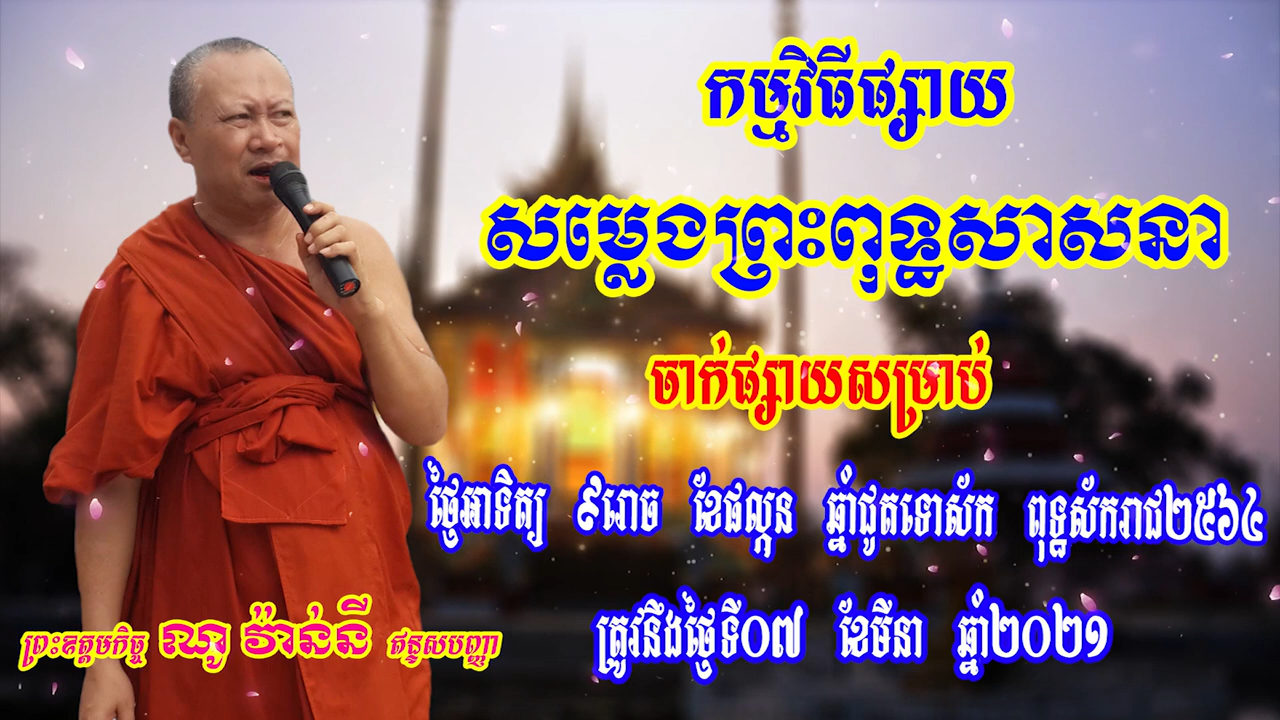 កម្មវិធីផ្សាយ
សម្លេងព្រះពុទ្ធសាសនា
ចាក់ផ្សាយសម្រាប់
ថ្ងៃអាទិត្យ ៩រោច ខែផល្គុន ឆ្នាំជូតទោស័ក ពុទ្ធស័ករាជ២៥៦៤
ត្រូវនឹងថ្ងៃទី០៧ ខែមីនា ឆ្នាំ២០២១
ព្រះឧត្តមកិច្ច ណូ វ៉ាន់នី ឥន្ទសបញ្ញា